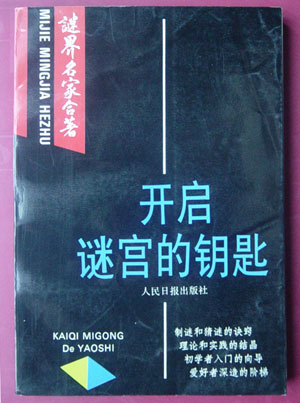 謎界名家合著
MIJIE MINGJIA HEZHU
开启
谜宫的钥匙
人民日报出版社
KAIQI MIGONG
De YAOSHI
制谜和猜谜的诀窍
理论和实践的结晶
初学者入门的向导
爱好者深造的阶梯